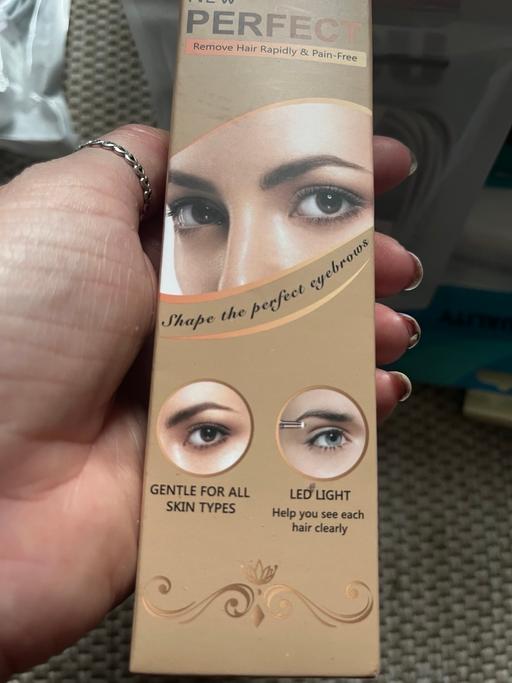 NEW
PERFECT
Remove Hair Rapidly & Pain-Free
Shape the perfect eyebrows
GENTLE FOR ALL
SKIN TYPES
LED LIGHT
Help you see each
hair clearly